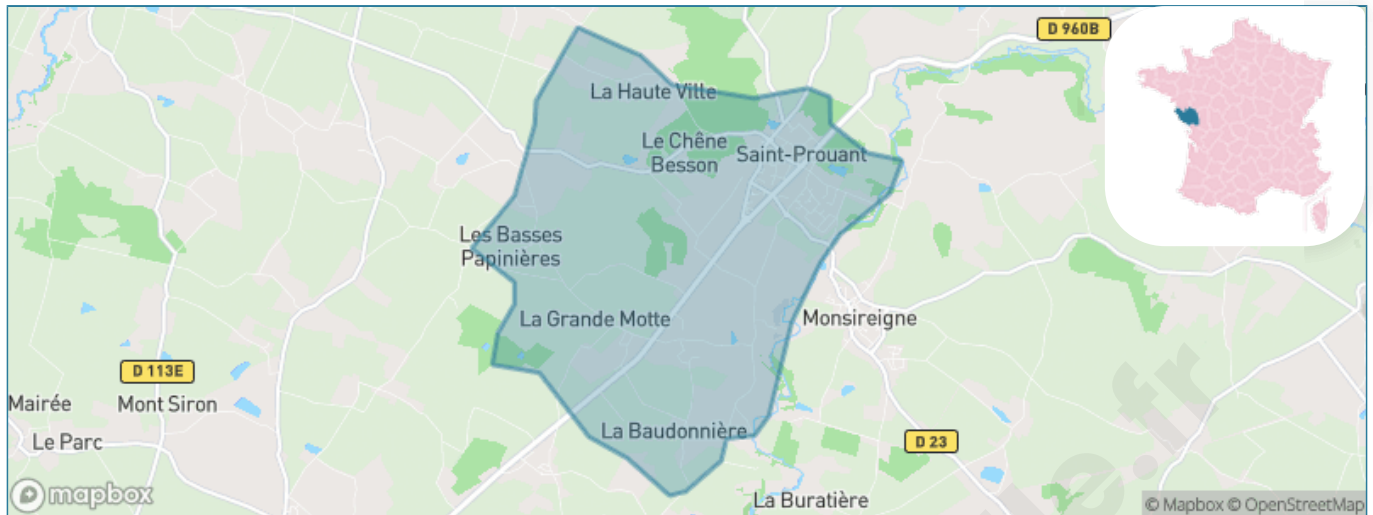 D 960B
La Haute Ville
Le Chêne
Besson
Saint-Prouant
Les Basses
Papinières
La Grande Motte
Monsireigne
D 113E
Mairée
Mont Siron
Le Parc
La Baudonnière
D 23
La Buratière
mapbox
© Mapbox © OpenStreetMap